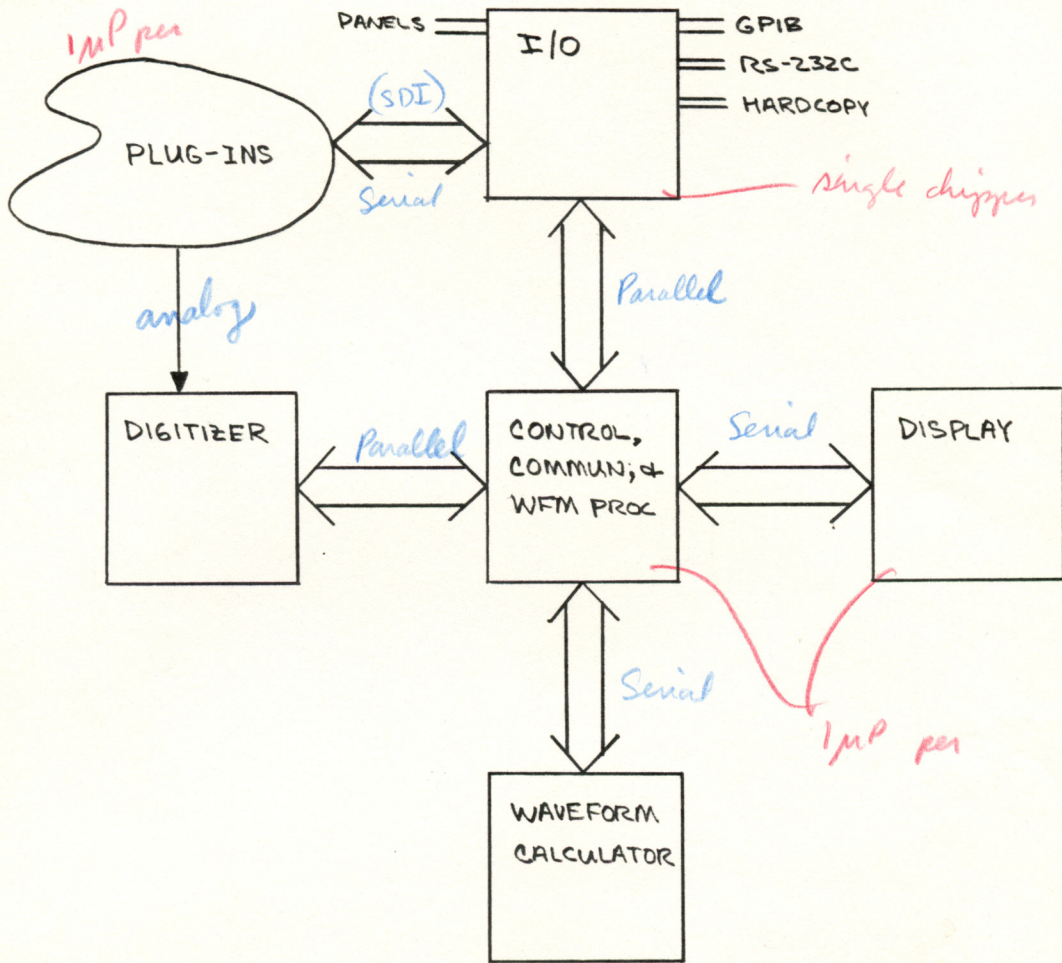 PANELS
I/O
GPIB
RS-232C
HARDCOPY
1μP per
(SDI)
PLUG-INS
Serial
single chipper
Parallel
analog
DIGITIZER
Parallel
CONTROL,
COMMUN, &
WFM PROC
Serial
DISPLAY
Serial
1μP per
WAVEFORM
CALCULATOR